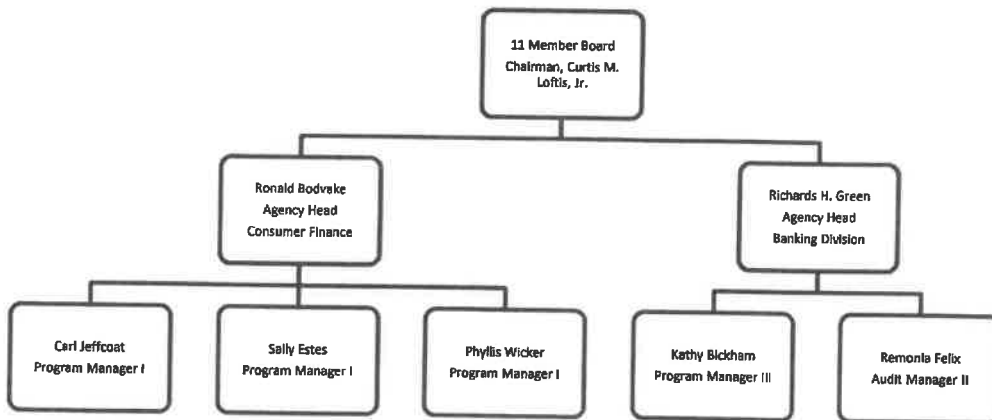 11 Member Board
Chairman, Curtis M.
Loftis, Jr.
Ronald Bodvake
Agency Head
Consumer Finance
Richards H. Green
Agency Head
Banking Division
Carl Jeffcoat
Program Manager I
Sally Estes
Program Manager I
Phyllis Wicker
Program Manager I
Kathy Bickham
Program Manager III
Remonia Felix
Audit Manager II